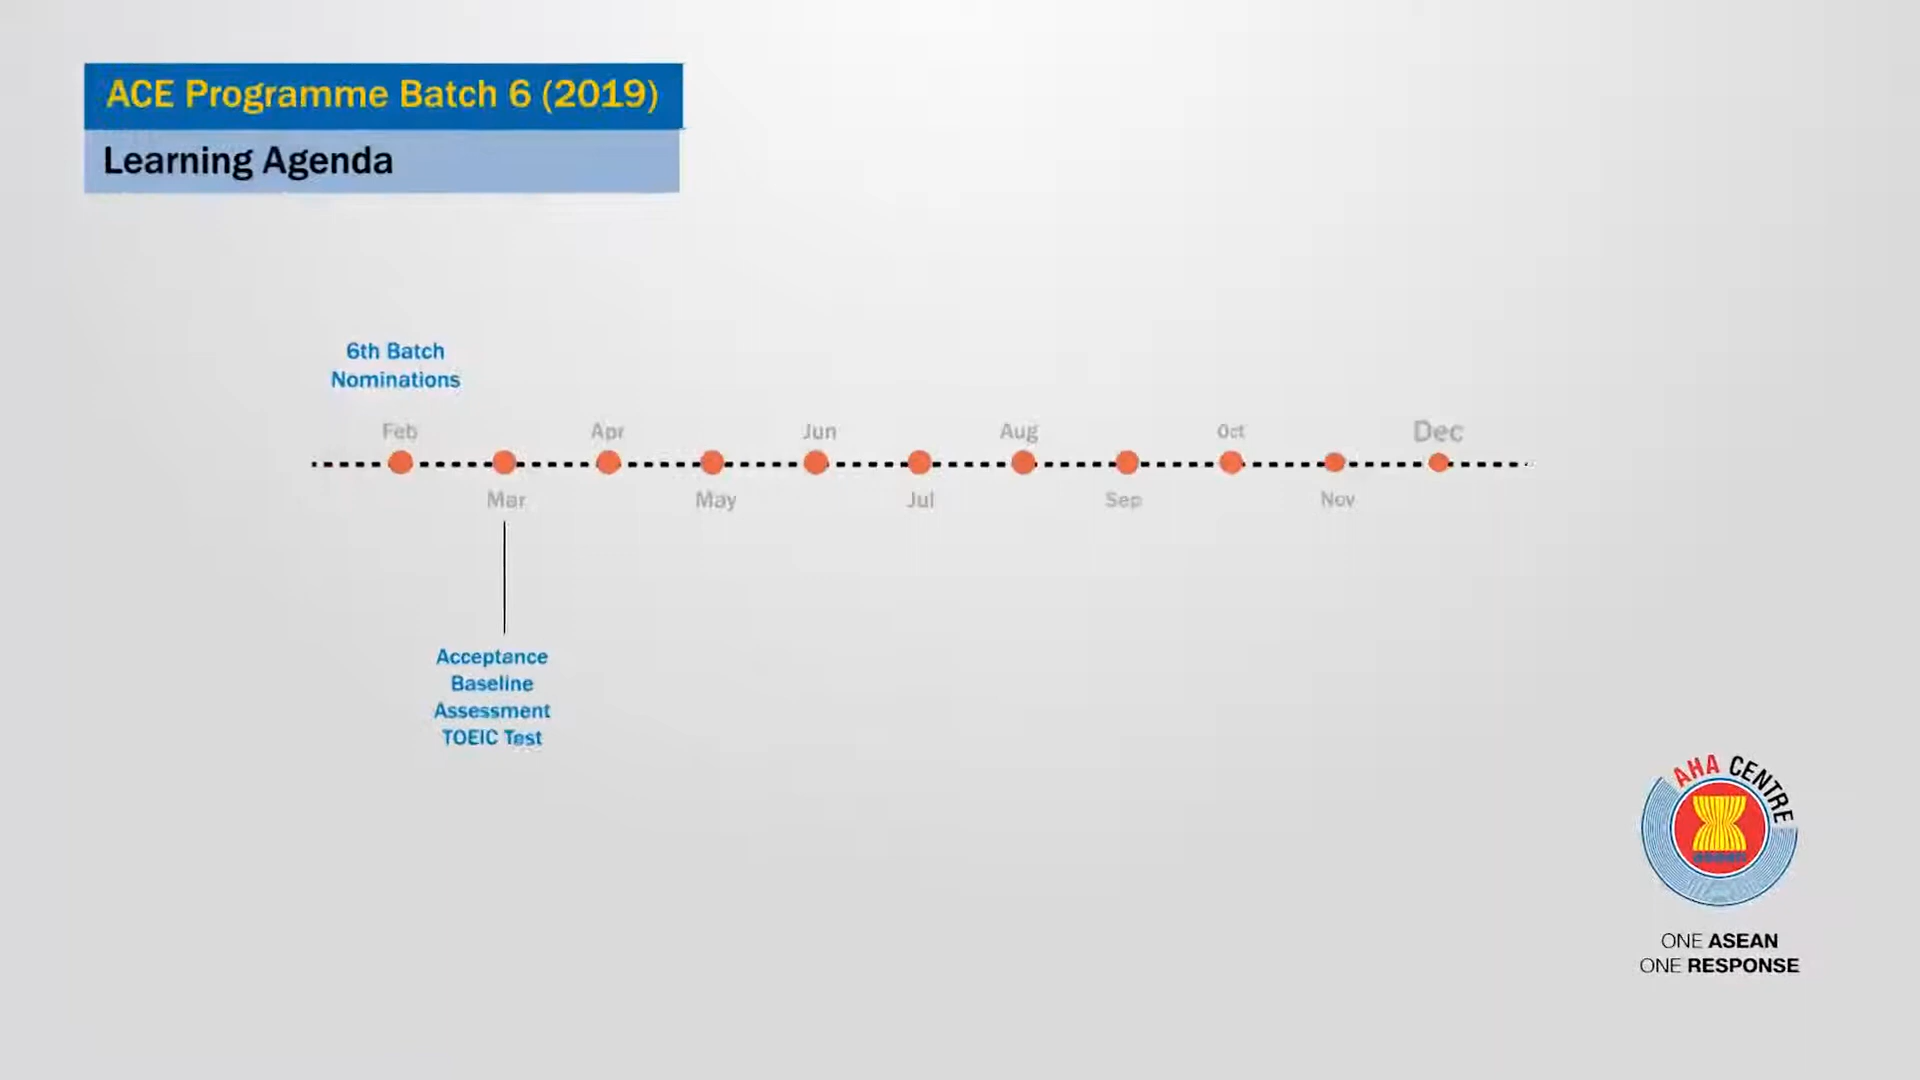 ACE Programme Batch 6 (2019)
Learning Agenda
6th Batch
Nominations
Feb
Apr
Jun
Aug
Oct
Dec
Mar
May
Jul
Sep
Nov
Acceptance
Baseline
Assessment
TOEIC Test
AHA CENTRE
asean
ONE ASEAN
ONE RESPONSE